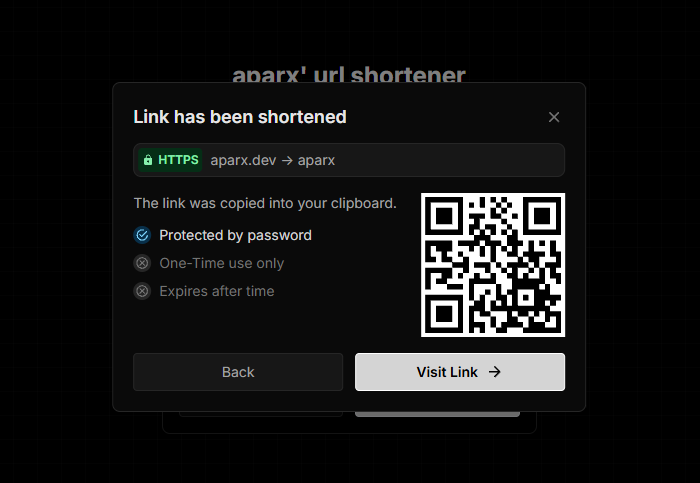 aparx' url shortener
Link has been shortened
HTTPS aparx.dev → aparx
The link was copied into your clipboard.
Protected by password
One-Time use only
Expires after time
Back
Visit Link →